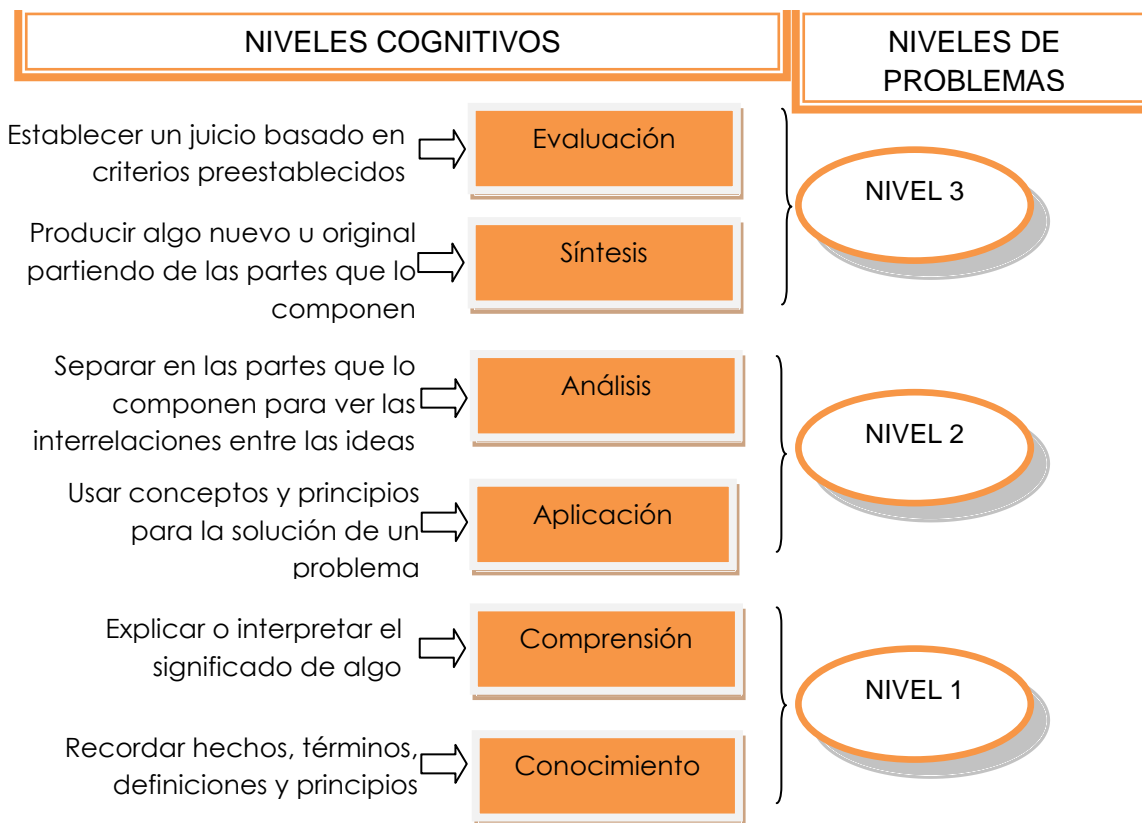 NIVELES COGNITIVOS
NIVELES DE
PROBLEMAS
Establecer un juicio basado en
criterios preestablecidos
Evaluación
NIVEL 3
Producir algo nuevo u original
partiendo de las partes que lo
componen
Síntesis
Separar en las partes que lo
componen para ver las
interrelaciones entre las ideas
Análisis
NIVEL 2
Usar conceptos y principios
para la solución de un
problema
Aplicación
Explicar o interpretar el
significado de algo
Comprensión
NIVEL 1
Recordar hechos, términos,
definiciones y principios
Conocimiento